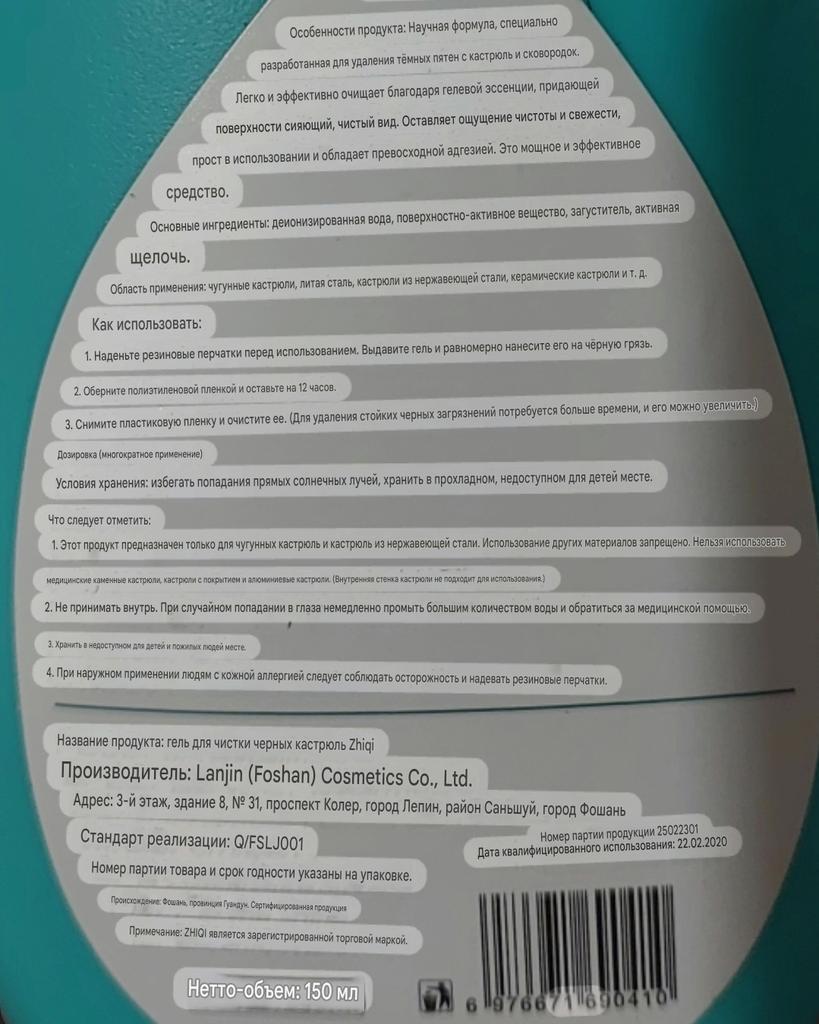 Особенности продукта: Научная формула, специально
разработанная для удаления тёмных пятен с кастрюль и сковородок.
Легко и эффективно очищает благодаря гелевой эссенции, придающей
поверхности сияющий, чистый вид. Оставляет ощущение чистоты и свежести,
прост в использовании и обладает превосходной адгезией. Это мощное и эффективное
средство.
Основные ингредиенты: деионизированная вода, поверхностно-активное вещество, загуститель, активная
щелочь.
Область применения: чугунные кастрюли, литая сталь, кастрюли из нержавеющей стали, керамические кастрюли и т. д.
Как использовать:
1. Наденьте резиновые перчатки перед использованием. Выдавите гель и равномерно нанесите его на чёрную грязь.
2. Оберните полиэтиленовой пленкой и оставьте на 12 часов.
3. Снимите пластиковую пленку и очистите ее. (Для удаления стойких черных загрязнений потребуется больше времени, и его можно увеличить.)
Дозировка (многократное применение)
Условия хранения: избегать попадания прямых солнечных лучей, хранить в прохладном, недоступном для детей месте.
Что следует отметить:
1. Этот продукт предназначен только для чугунных кастрюль и кастрюль из нержавеющей стали. Использование других материалов запрещено. Нельзя использовать
медицинские каменные кастрюли, кастрюли с покрытием и алюминиевые кастрюли. (Внутренняя стенка кастрюли не подходит для использования.)
2. Не принимать внутрь. При случайном попадании в глаза немедленно промыть большим количеством воды и обратиться за медицинской помощью.
3. Хранить в недоступном для детей и пожилых людей месте.
4. При наружном применении людям с кожной аллергией следует соблюдать осторожность и надевать резиновые перчатки.
Название продукта: гель для чистки черных кастрюль Zhiqi
Производитель: Lanjin (Foshan) Cosmetics Co., Ltd.
Адрес: 3-й этаж, здание 8, № 31, проспект Колер, город Лепин, район Саньшуй, город Фошань
Стандарт реализации: Q/FSLJ001
Номер партии продукции 25022301
Дата квалифицированного использования: 22.02.2020
Номер партии товара и срок годности указаны на упаковке.
Происхождение: Фошань, провинция Гуандун. Сертифицированная продукция
Примечание: ZHIQI является зарегистрированной торговой маркой.
Нетто-объем: 150 мл
6 976671 690410